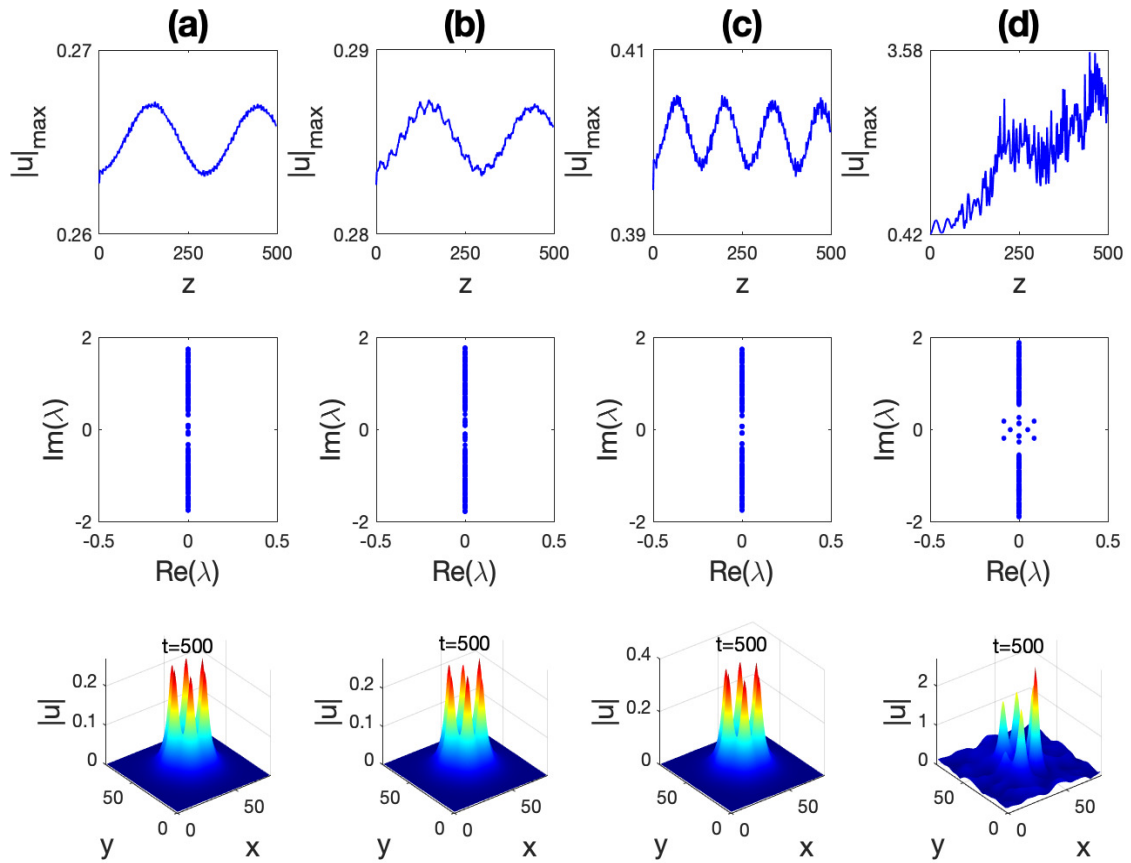 (a) (b) (c) (d)
0.27 0.29 0.41 3.58
|u|max |u|max |u|max |u|max
0.26 0.28 0.39 0.42
0 250 500 0 250 500 0 250 500 0 250 500
z z z z
2 2 2 2
Im(λ) Im(λ) Im(λ) Im(λ)
0 0 0 0
-2 -2 -2 -2
-0.5 0 0.5 -0.5 0 0.5 -0.5 0 0.5 -0.5 0 0.5
Re(λ) Re(λ) Re(λ) Re(λ)
t=500 t=500 t=500 t=500
0.4
0.2 0.2 2
|u| |u| |u| |u|
0.1 0.1 0.2 1
0 0 0 0
50 50 50 50 50 50 50 50
0 0 0 0 0 0 0 0
y x y x y x y x